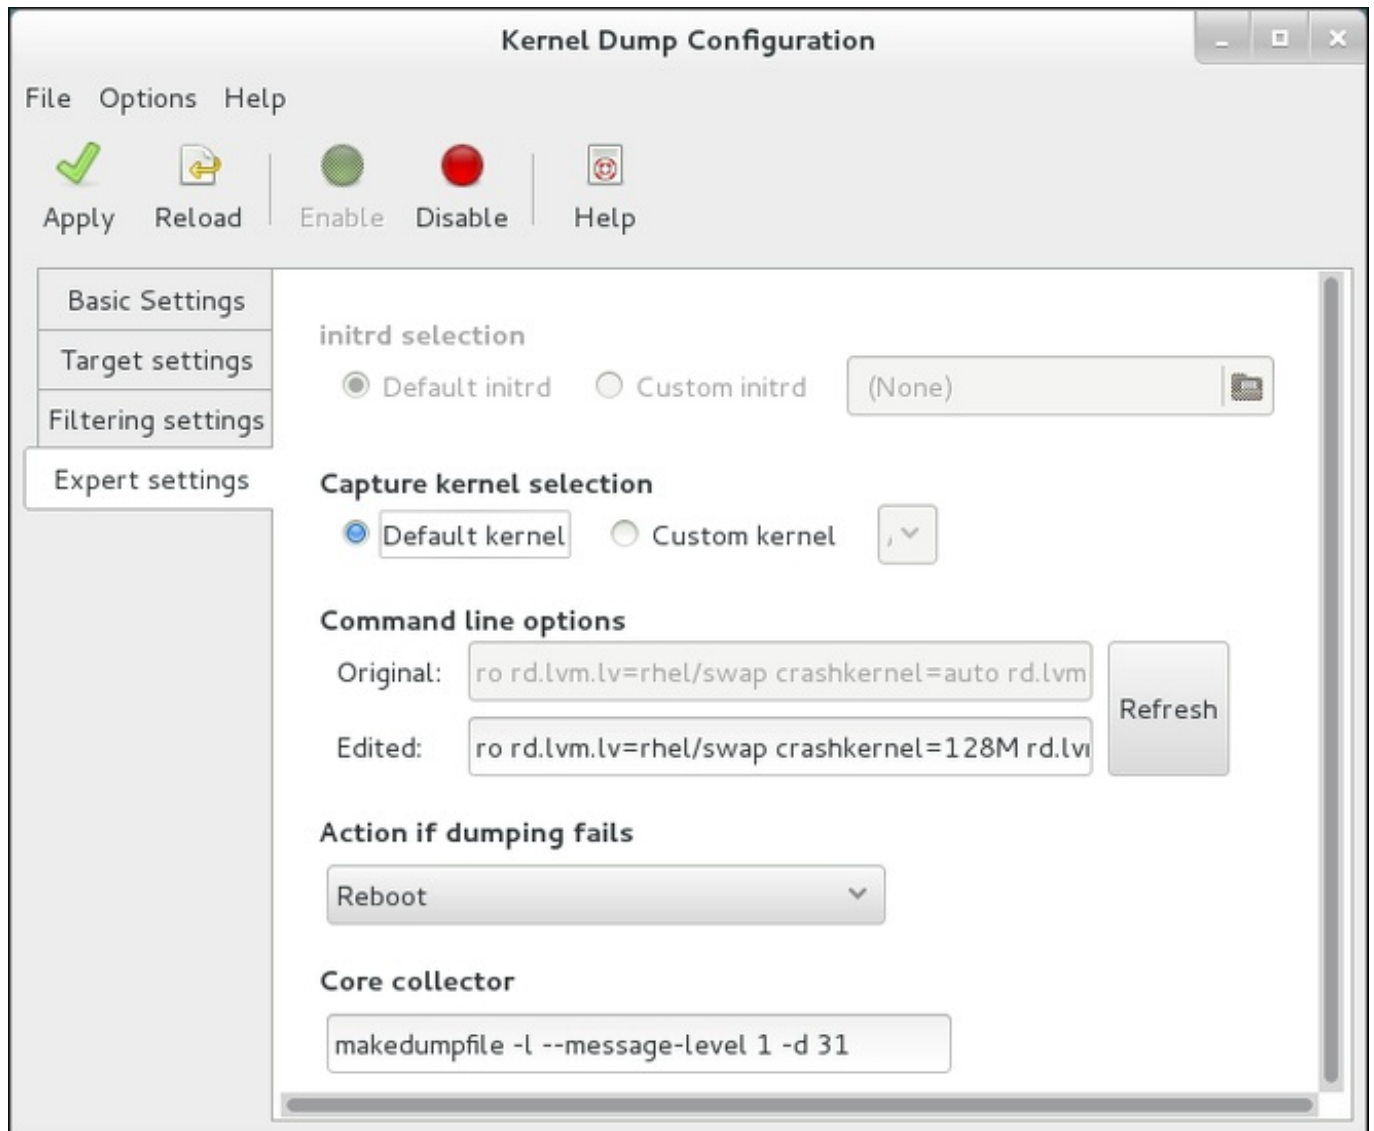 Kernel Dump Configuration
File Options Help
Apply Reload Enable Disable Help
Basic Settings
Target settings
Filtering settings
Expert settings
initrd selection
Default initrd Custom initrd (None)
Capture kernel selection
Default kernel Custom kernel
Command line options
Original: ro rd.lvm.lv=rhel/swap crashkernel=auto rd.lvm
Edited: ro rd.lvm.lv=rhel/swap crashkernel=128M
Refresh
Action if dumping fails
Reboot
Core collector
makedumpfile -l --message-level 1 -d 31